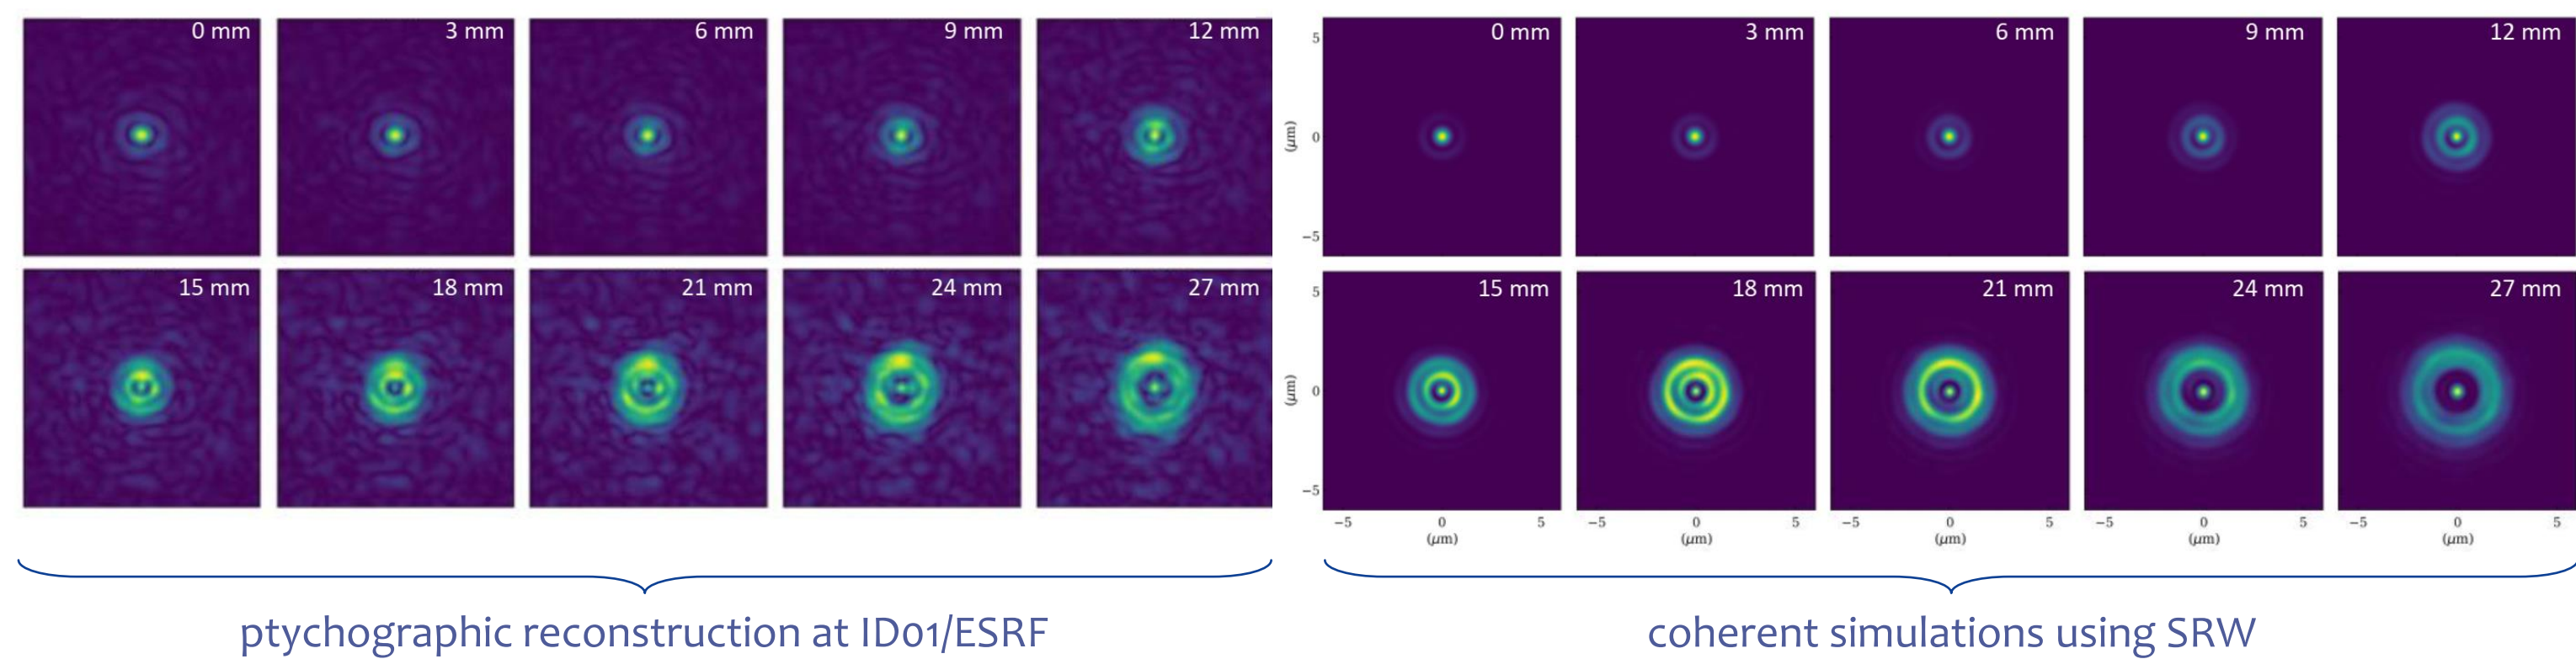 0 mm 3 mm 6 mm 9 mm 12 mm
15 mm 18 mm 21 mm 24 mm 27 mm
ptychographic reconstruction at ID01/ESRF
5 0 mm 3 mm 6 mm 9 mm 12 mm
(μm) 0
−5
5 15 mm 18 mm 21 mm 24 mm 27 mm
(μm) 0
−5
−5 0 5 −5 0 5 −5 0 5 −5 0 5 −5 0 5
(μm) (μm) (μm) (μm) (μm)
coherent simulations using SRW